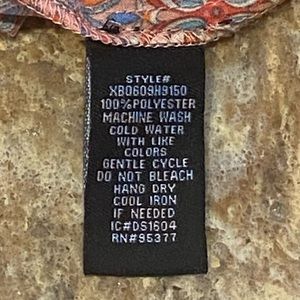 STYLE#
XB0609H9150
100%POLYESTER
MACHINE WASH
COLD WATER
WITH LIKE
COLORS
GENTLE CYCLE
DO NOT BLEACH
HANG DRY
COOL IRON
IF NEEDED
IC#DS1604
RN#95377